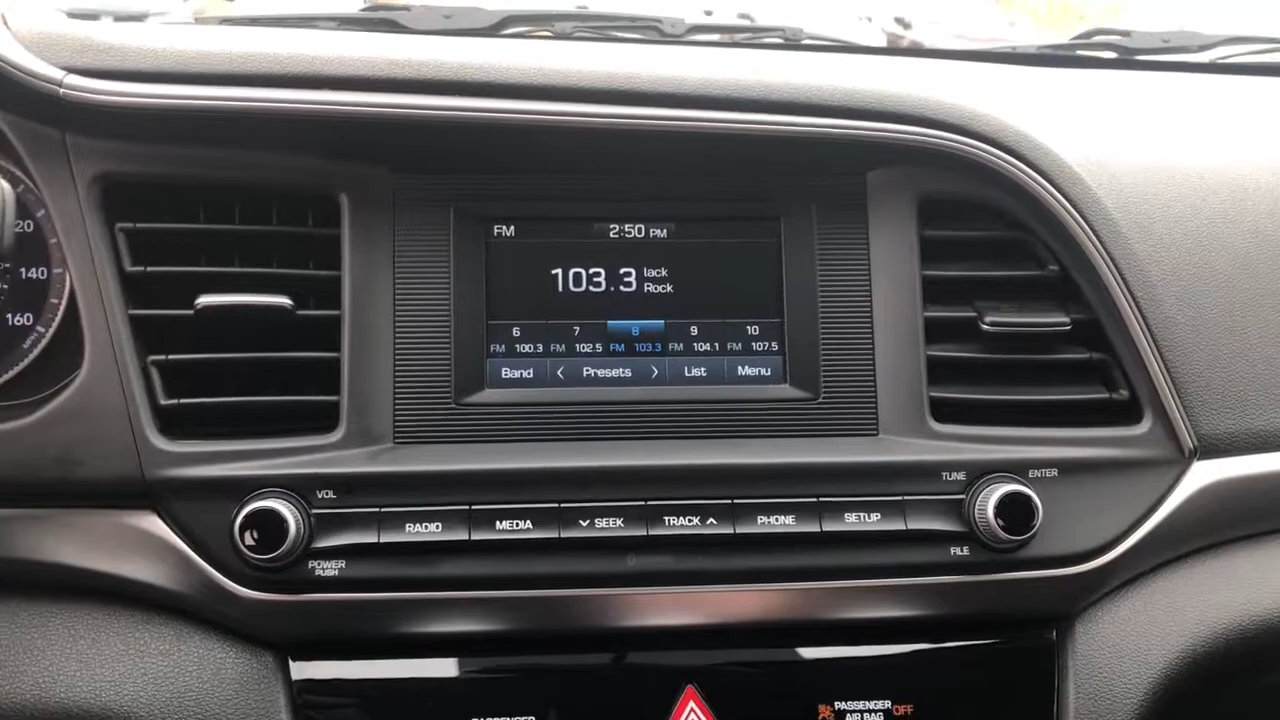 20
140
160
MPH
FM 2:50 PM
103.3 lack
Rock
6 7 8 9 10
FM 100.3 FM 102.5 FM 103.3 FM 104.1 FM 107.5
Band < Presets > List Menu
VOL
TUNE ENTER
RADIO MEDIA SEEK TRACK PHONE SETUP
POWER
PUSH
FILE
PASSENGER
PASSENGER
AIR BAG OFF